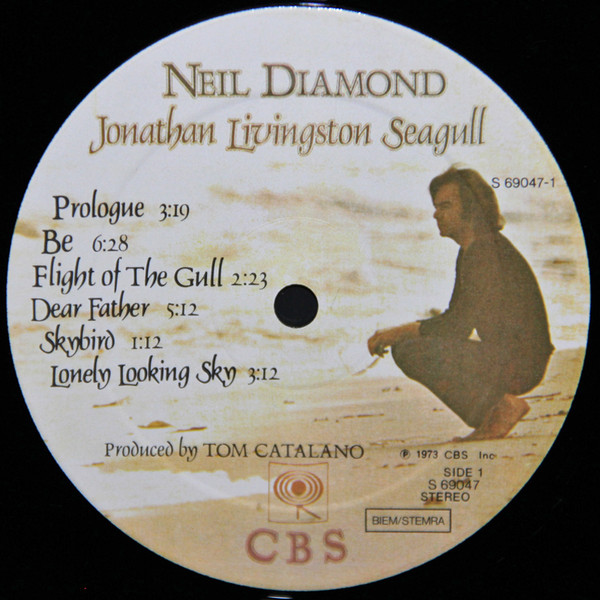 NEIL DIAMOND
Jonathan Livingston Seagull
S 69047-1
Prologue 3:19
Be 6:28
Flight of The Gull 2:23
Dear Father 5:12
Skybird 1:12
Lonely Looking Sky 3:12
Produced by TOM CATALANO
℗ 1973 CBS Inc
SIDE 1
S 69047
STEREO
BIEM/STEMRA
CBS